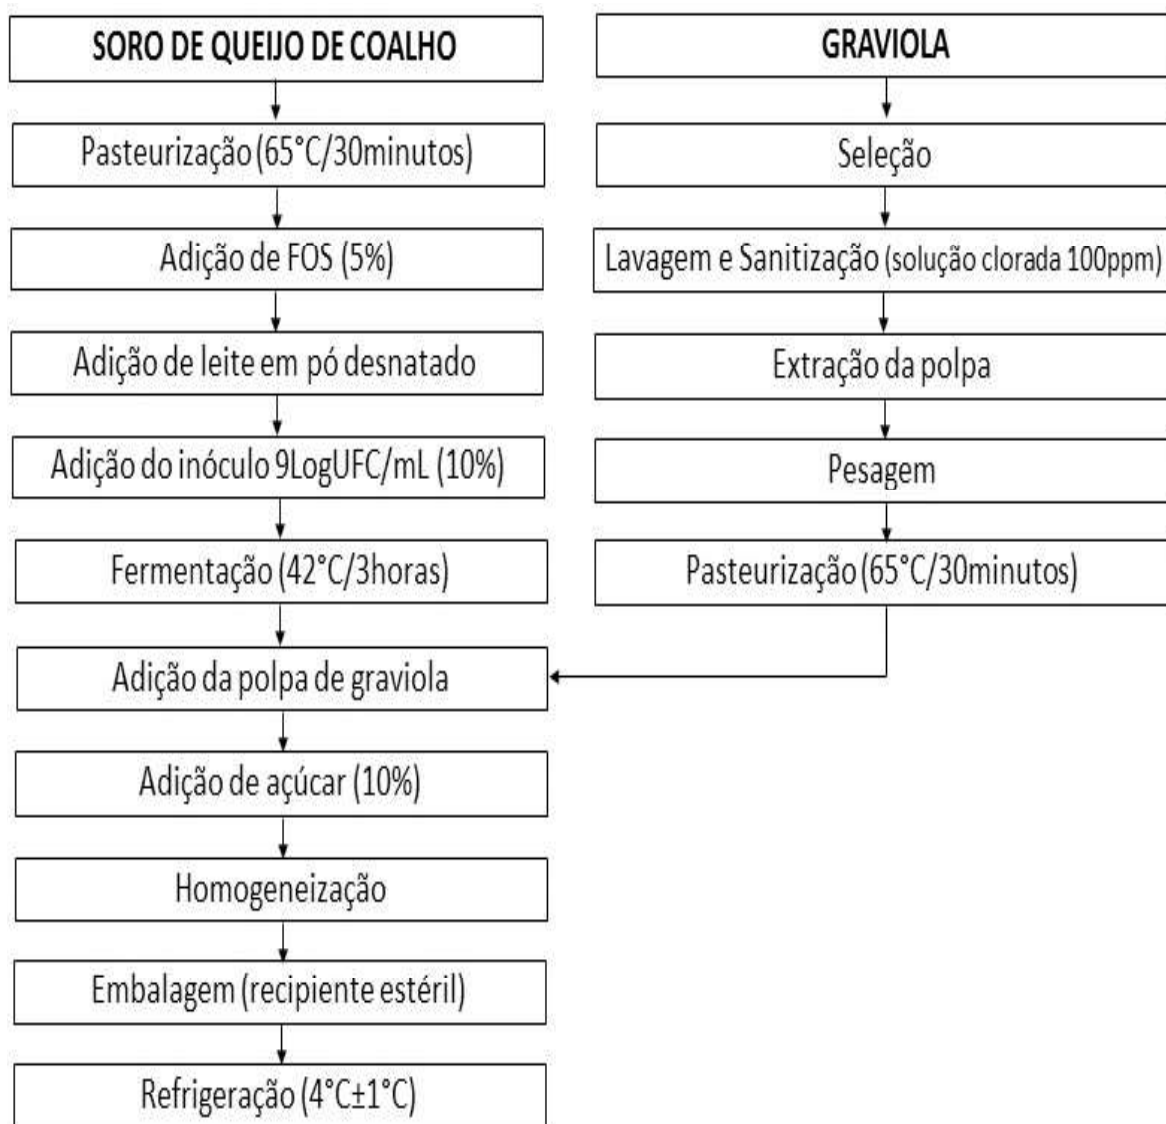 SORO DE QUEIJO DE COALHO
Pasteurização (65°C/30minutos)
Adição de FOS (5%)
Adição de leite em pó desnatado
Adição do inóculo 9LogUFC/mL (10%)
Fermentação (42°C/3horas)
Adição da polpa de graviola
Adição de açúcar (10%)
Homogeneização
Embalagem (recipiente estéril)
Refrigeração (4°C±1°C)
GRAVIOLA
Seleção
Lavagem e Sanitização (solução clorada 100ppm)
Extração da polpa
Pesagem
Pasteurização (65°C/30minutos)